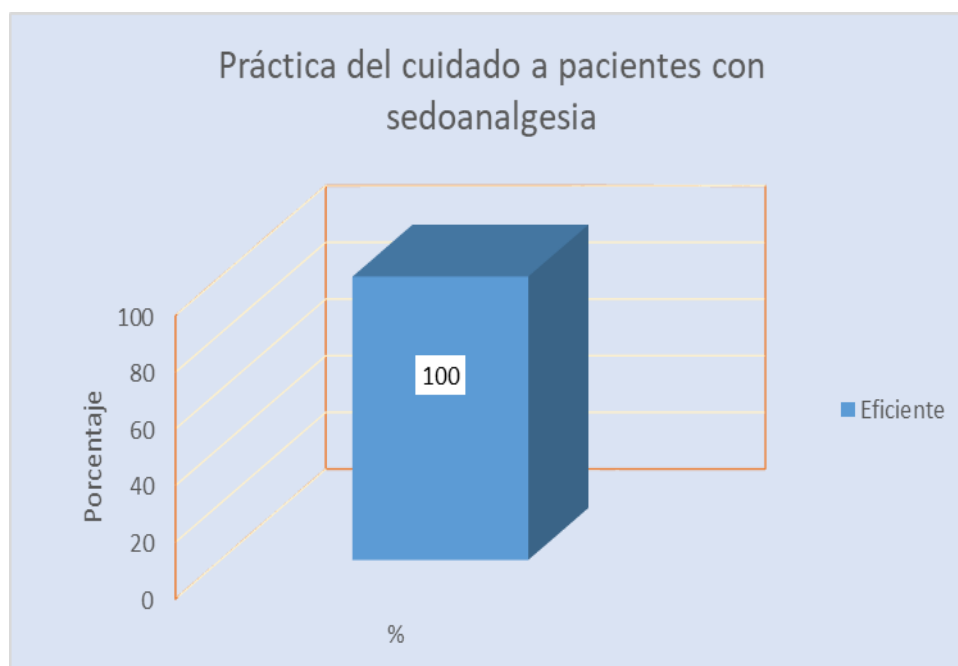 Práctica del cuidado a pacientes con
sedoanalgesia
100
80
60
40
20
0
Porcentaje
100
%
Eficiente